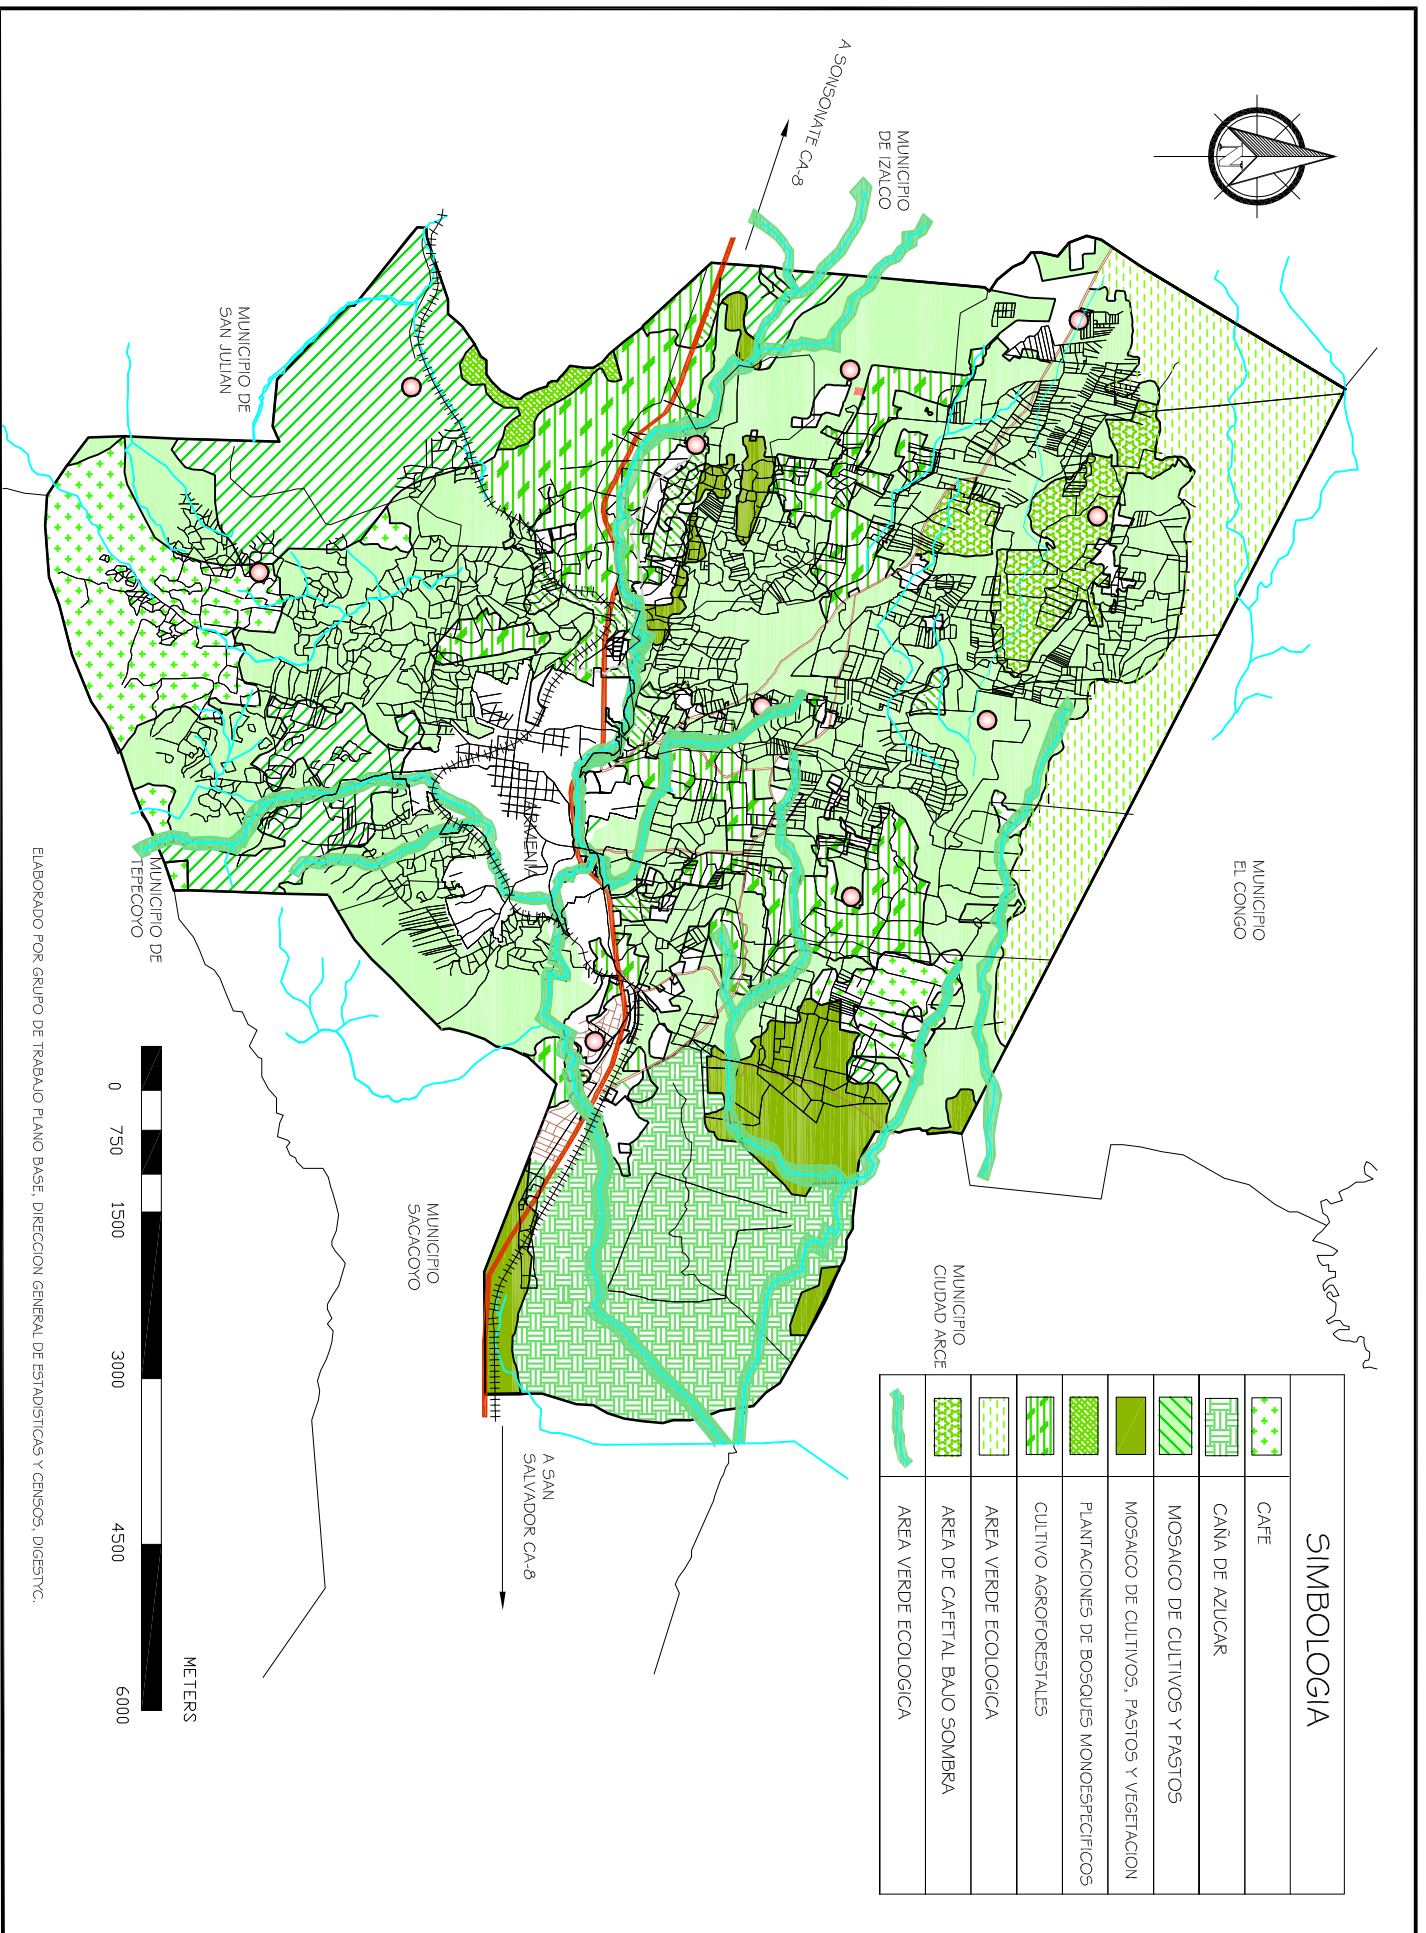 A SONSONATE CA-8
MUNICIPIO
DE IZALCO
N
MUNICIPIO DE
SAN JULIAN
MUNICIPIO
EL CONGO
ARMENIA
MUNICIPIO DE
TEPECOYO
MUNICIPIO
SACACOYO
MUNICIPIO
CIUDAD ARCE
A SAN
SALVADOR CA-8
SIMBOLOGIA
CAFE
CAÑA DE AZUCAR
MOSAICO DE CULTIVOS Y PASTOS
MOSAICO DE CULTIVOS, PASTOS Y VEGETACION
PLANTACIONES DE BOSQUES MONOESPECIFICOS
CULTIVO AGROFORESTALES
AREA VERDE ECOLOGICA
AREA DE CAFETAL BAJO SOMBRA
AREA VERDE ECOLOGICA
METERS
0 750 1500 3000 4500 6000
ELABORADO POR GRUPO DE TRABAJO PLANO BASE, DIRECCION GENERAL DE ESTADISTICAS Y CENSOS, DIGESTYC.